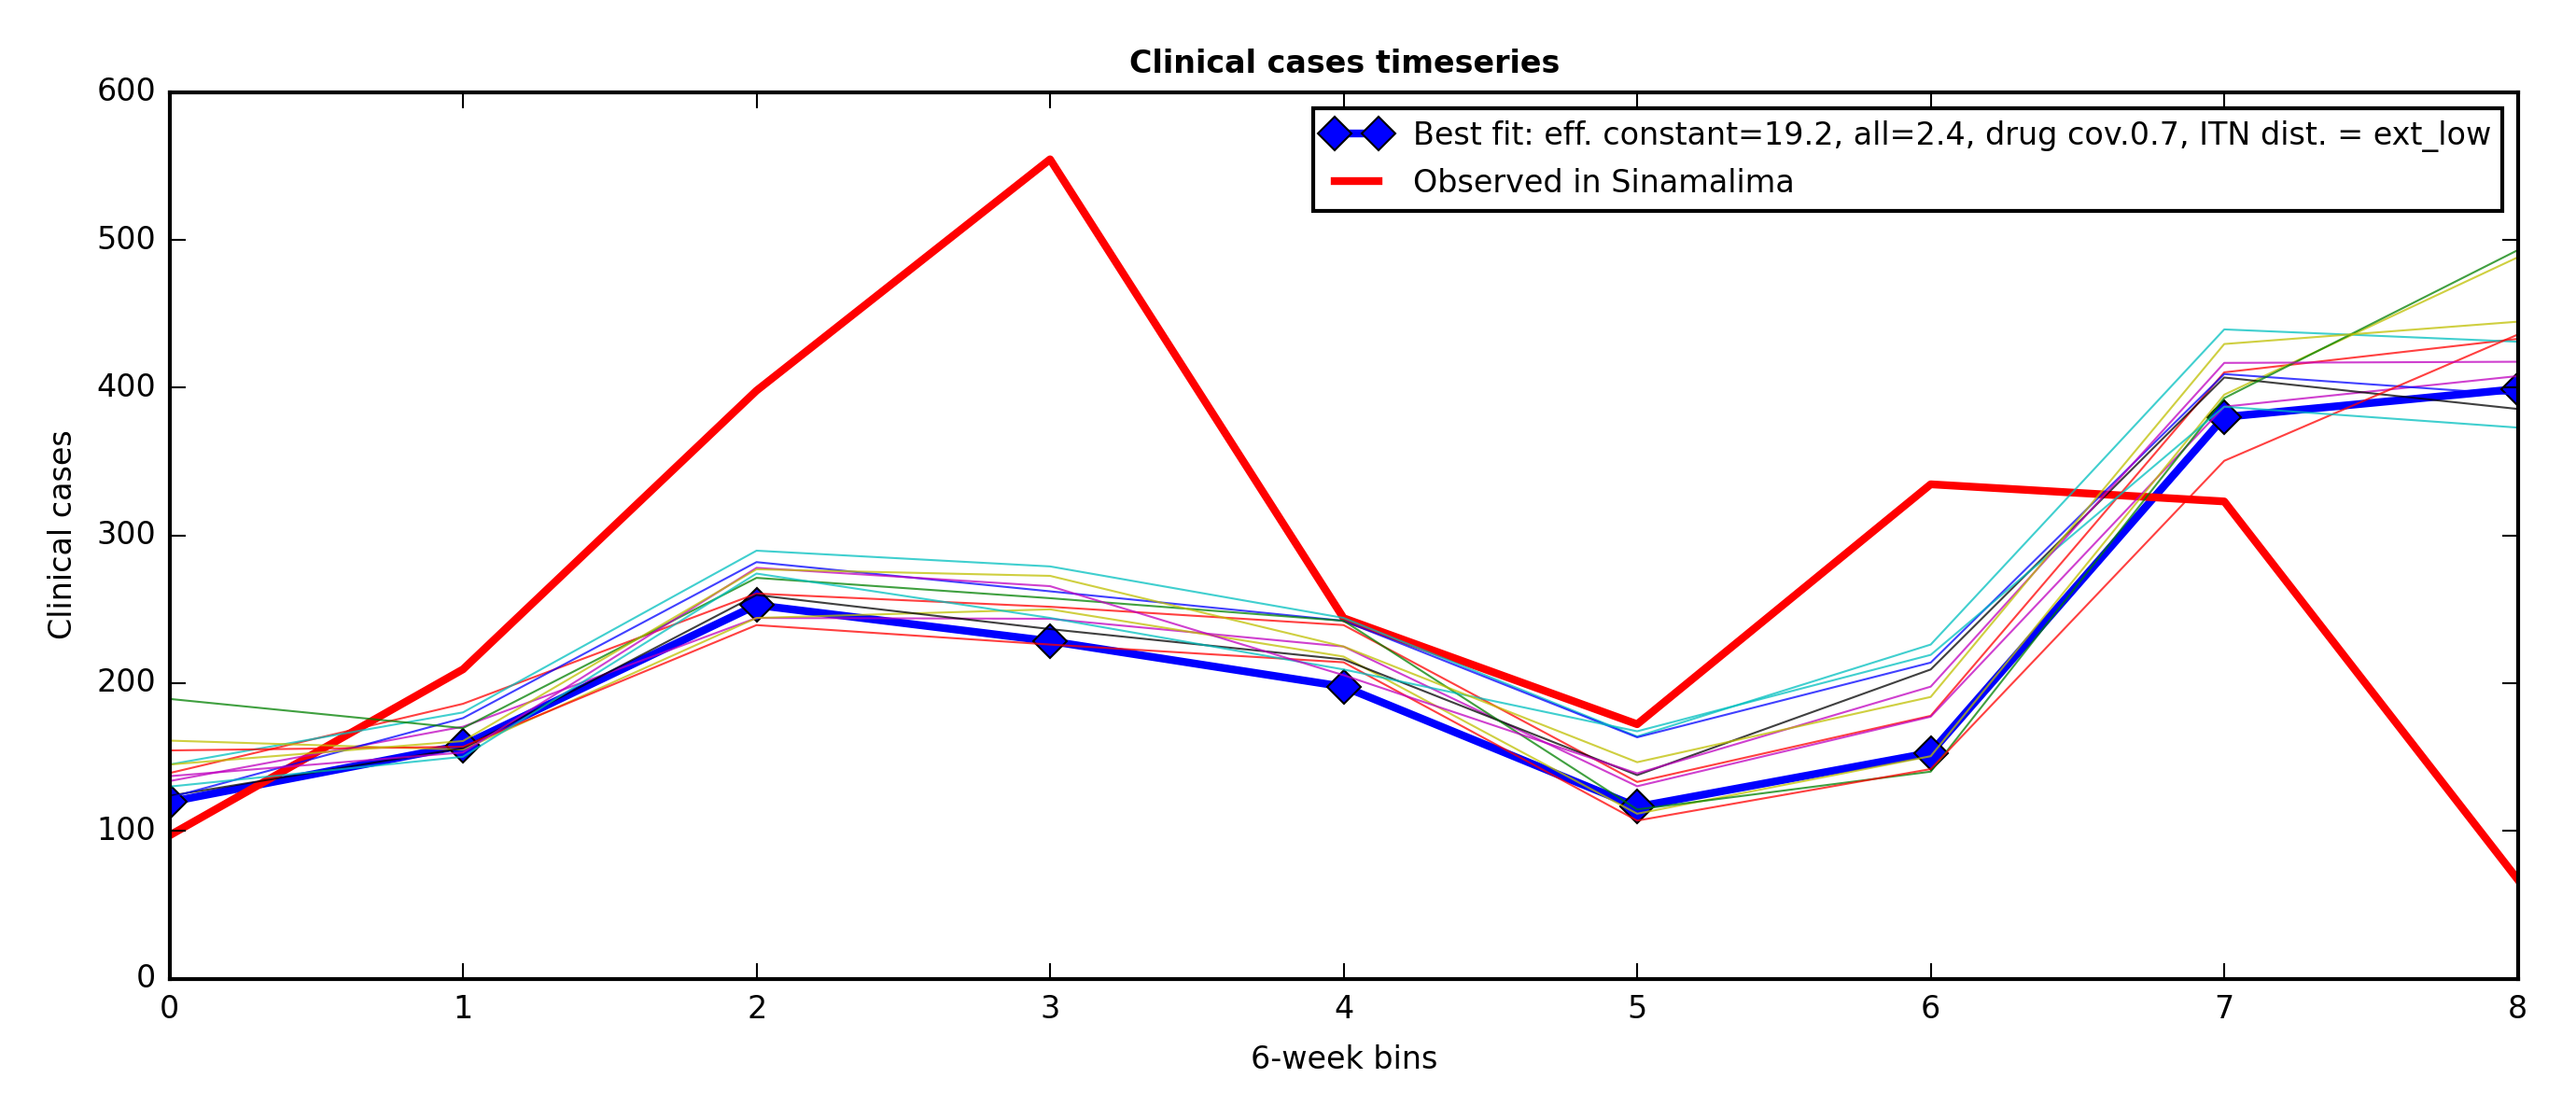 Clinical cases timeseries
600
500
400
300
200
100
0
Clinical cases
Best fit: eff. constant=19.2, all=2.4, drug cov.0.7, ITN dist. = ext_low
Observed in Sinamalima
0 1 2 3 4 5 6 7 8
6-week bins